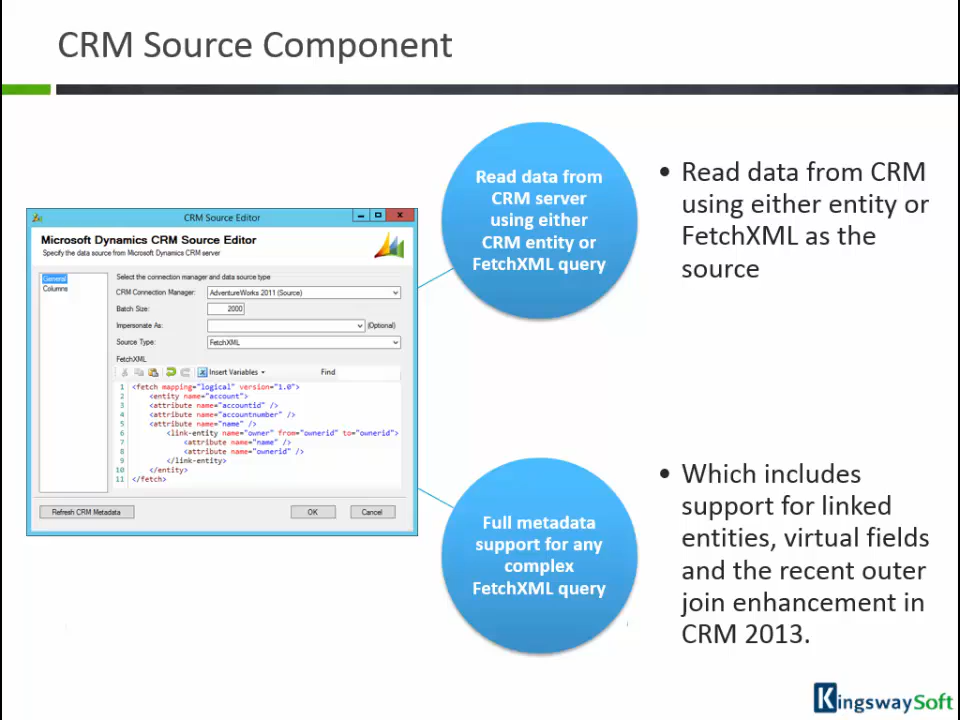 CRM Source Component
CRM Source Editor
Microsoft Dynamics CRM Source Editor
Specify the data source from Microsoft Dynamics CRM server
General
Columns
Select the connection manager and data source type
CRM Connection Manager: AdventureWorks 2011 (Source)
Batch Size: 2000
Impersonate As: (Optional)
Source Type: FetchXML
FetchXML
Insert Variables Find
1 <fetch mapping="logical" version="1.0">
2 <entity name="account">
3 <attribute name="accountid" />
4 <attribute name="accountnumber" />
5 <attribute name="name" />
6 <link-entity name="owner" from="ownerid" to="ownerid">
7 <attribute name="name" />
8 <attribute name="ownerid" />
9 </link-entity>
10 </entity>
11 </fetch>
Refresh CRM Metadata OK Cancel
Read data from
CRM server
using either
CRM entity or
FetchXML query
• Read data from CRM
using either entity or
FetchXML as the
source
Full metadata
support for any
complex
FetchXML query
• Which includes
support for linked
entities, virtual fields
and the recent outer
join enhancement in
CRM 2013.
KingswaySoft